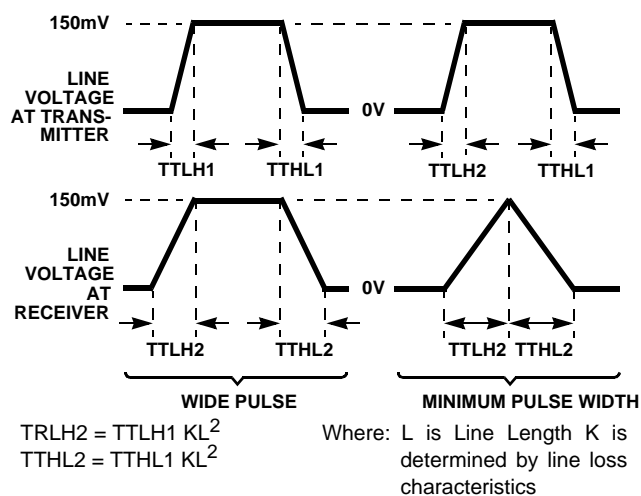 150mV
LINE
VOLTAGE
AT TRANS-
MITTER
0V
TTLH1 TTHL1 TTLH2 TTHL1
150mV
LINE
VOLTAGE
AT
RECEIVER
0V
TTLH2 TTHL2 TTLH2 TTHL2
WIDE PULSE MINIMUM PULSE WIDTH
TRLH2 = TTLH1 KL²
TTHL2 = TTHL1 KL²
Where: L is Line Length K is
determined by line loss
characteristics